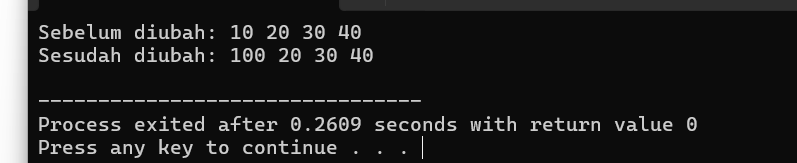 Sebelum diubah: 10 20 30 40
Sesudah diubah: 100 20 30 40
--------------------------------
Process exited after 0.2609 seconds with return value 0
Press any key to continue . . .